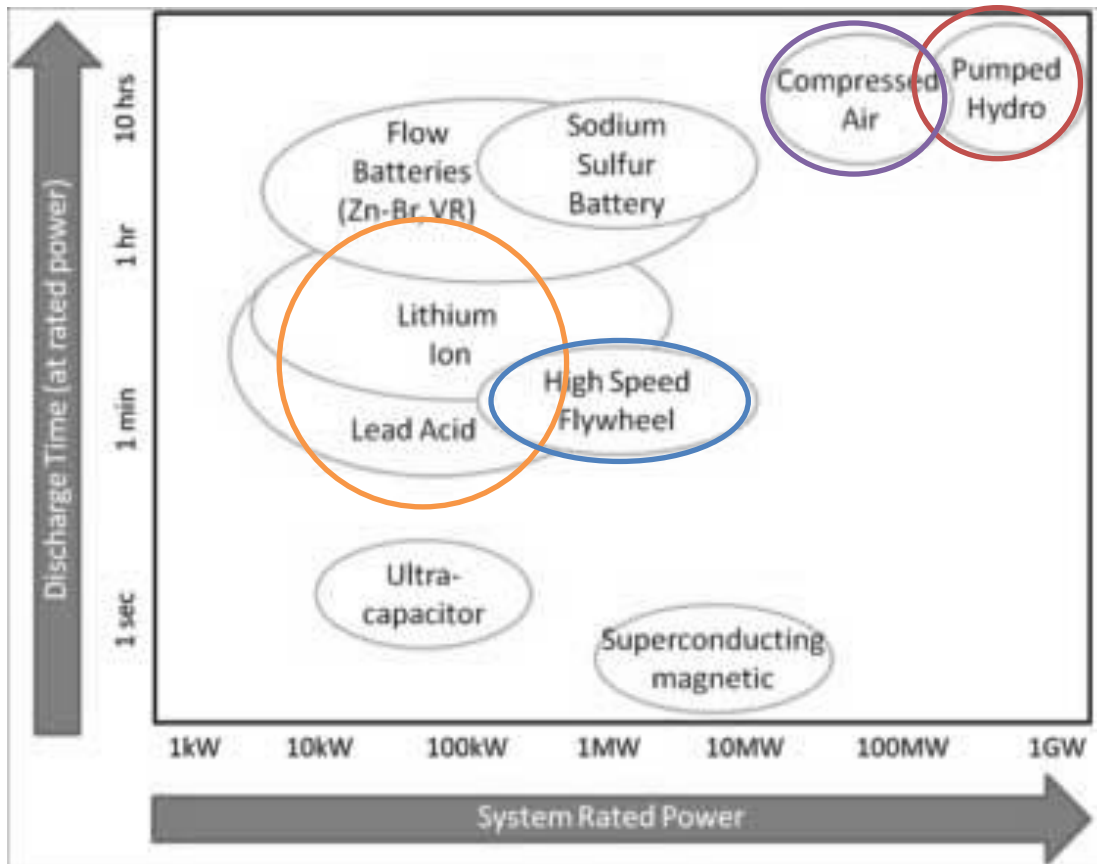 Discharge Time (at rated power)
10 hrs
1 hr
1 min
1 sec
Flow
Batteries
(Zn-Br, VR)
Sodium
Sulfur
Battery
Compressed
Air
Pumped
Hydro
Lithium
Ion
High Speed
Flywheel
Lead Acid
Ultra-
capacitor
Superconducting
magnetic
1kW 10kW 100kW 1MW 10MW 100MW 1GW
System Rated Power